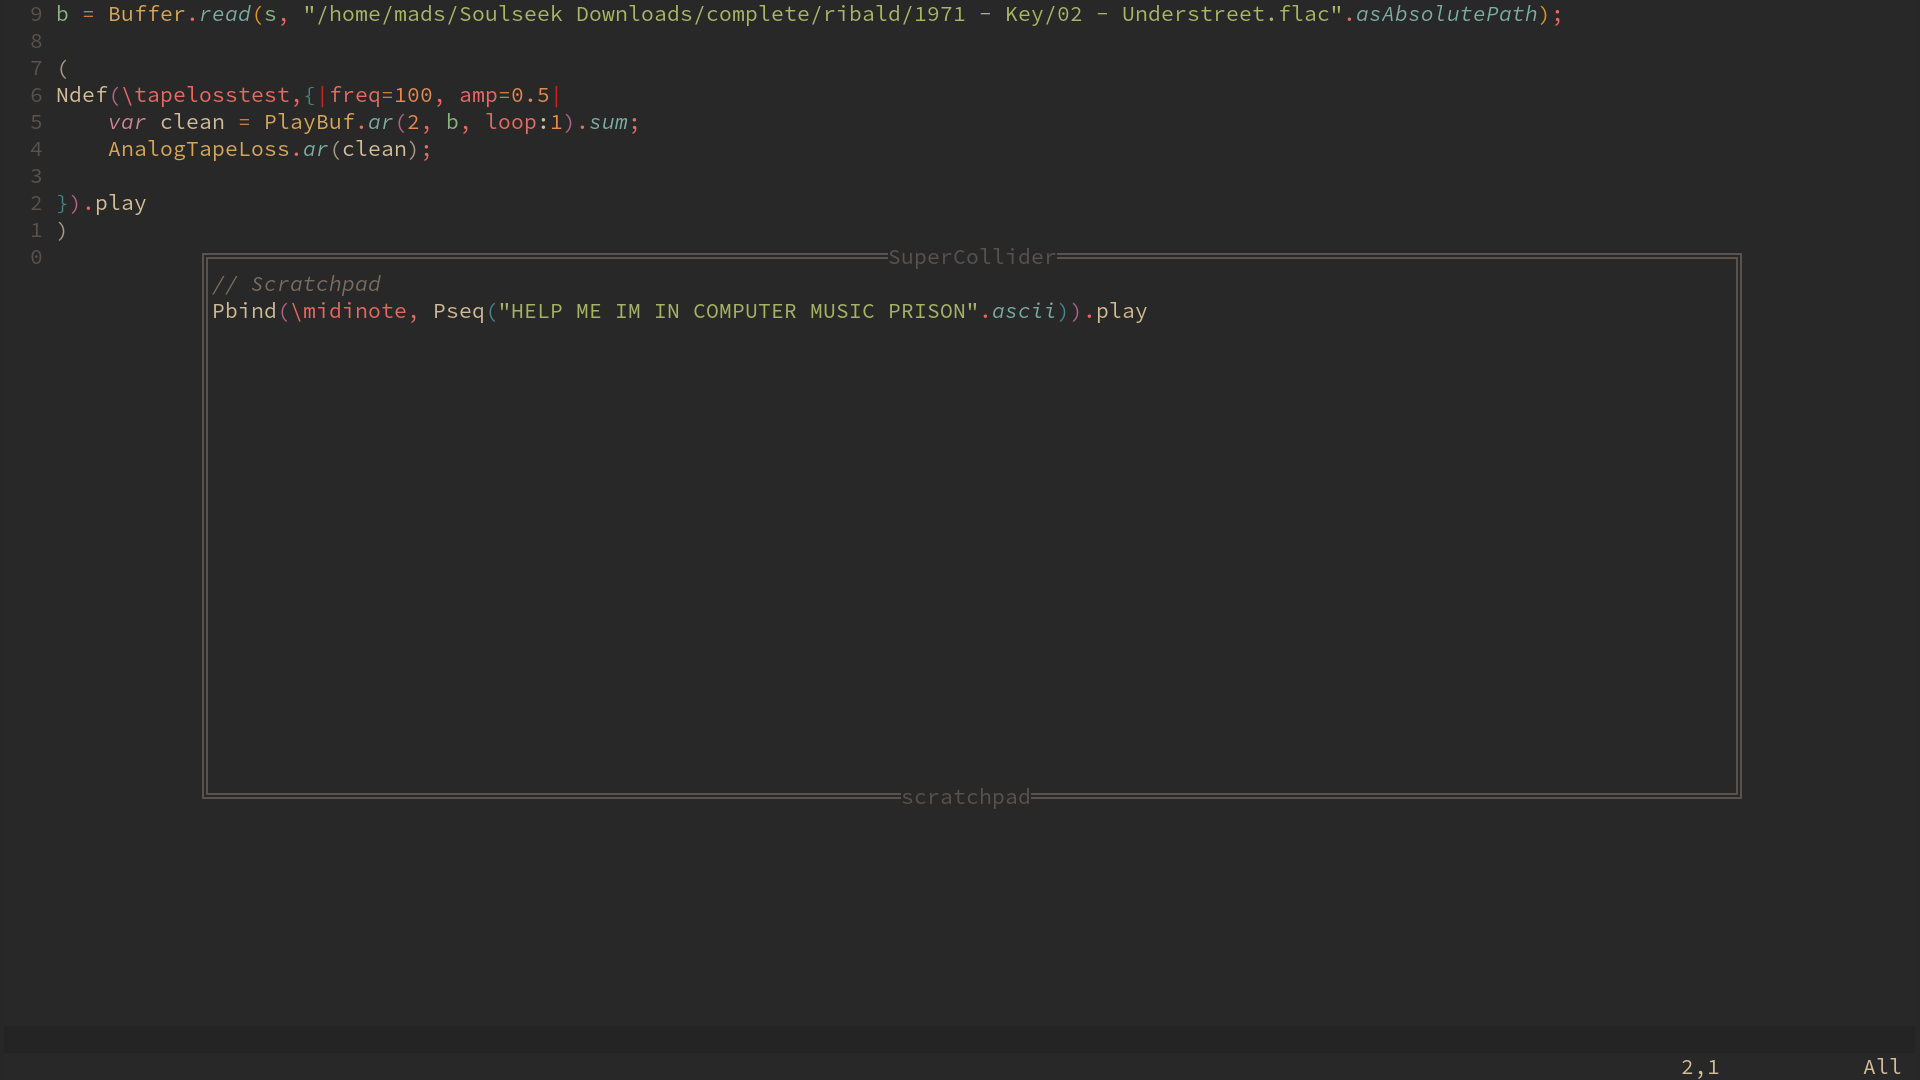 9 b = Buffer.read(s, "/home/mads/Soulseek Downloads/complete/ribald/1971 - Key/02 - Understreet.flac".asAbsolutePath);
8
7 (
6 Ndef(\tapelosstest,{|freq=100, amp=0.5|
5     var clean = PlayBuf.ar(2, b, loop:1).sum;
4     AnalogTapeLoss.ar(clean);
3
2 }).play
1 )
0
SuperCollider
// Scratchpad
Pbind(\midinote, Pseq("HELP ME IM IN COMPUTER MUSIC PRISON".ascii)).play
scratchpad
2,1 All